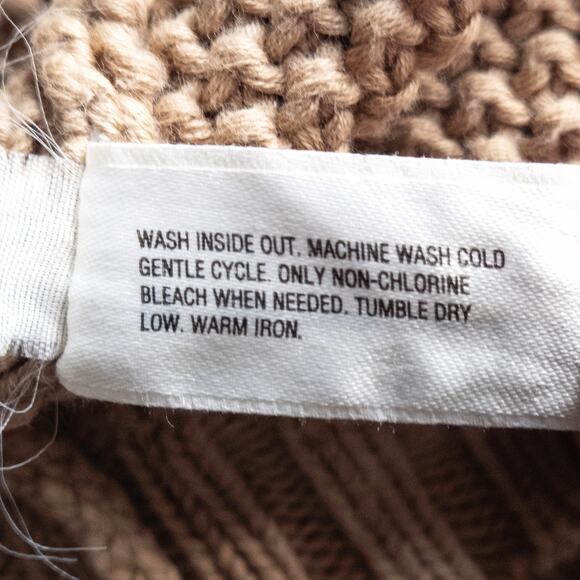 WASH INSIDE OUT. MACHINE WASH COLD
GENTLE CYCLE. ONLY NON-CHLORINE
BLEACH WHEN NEEDED. TUMBLE DRY
LOW. WARM IRON.